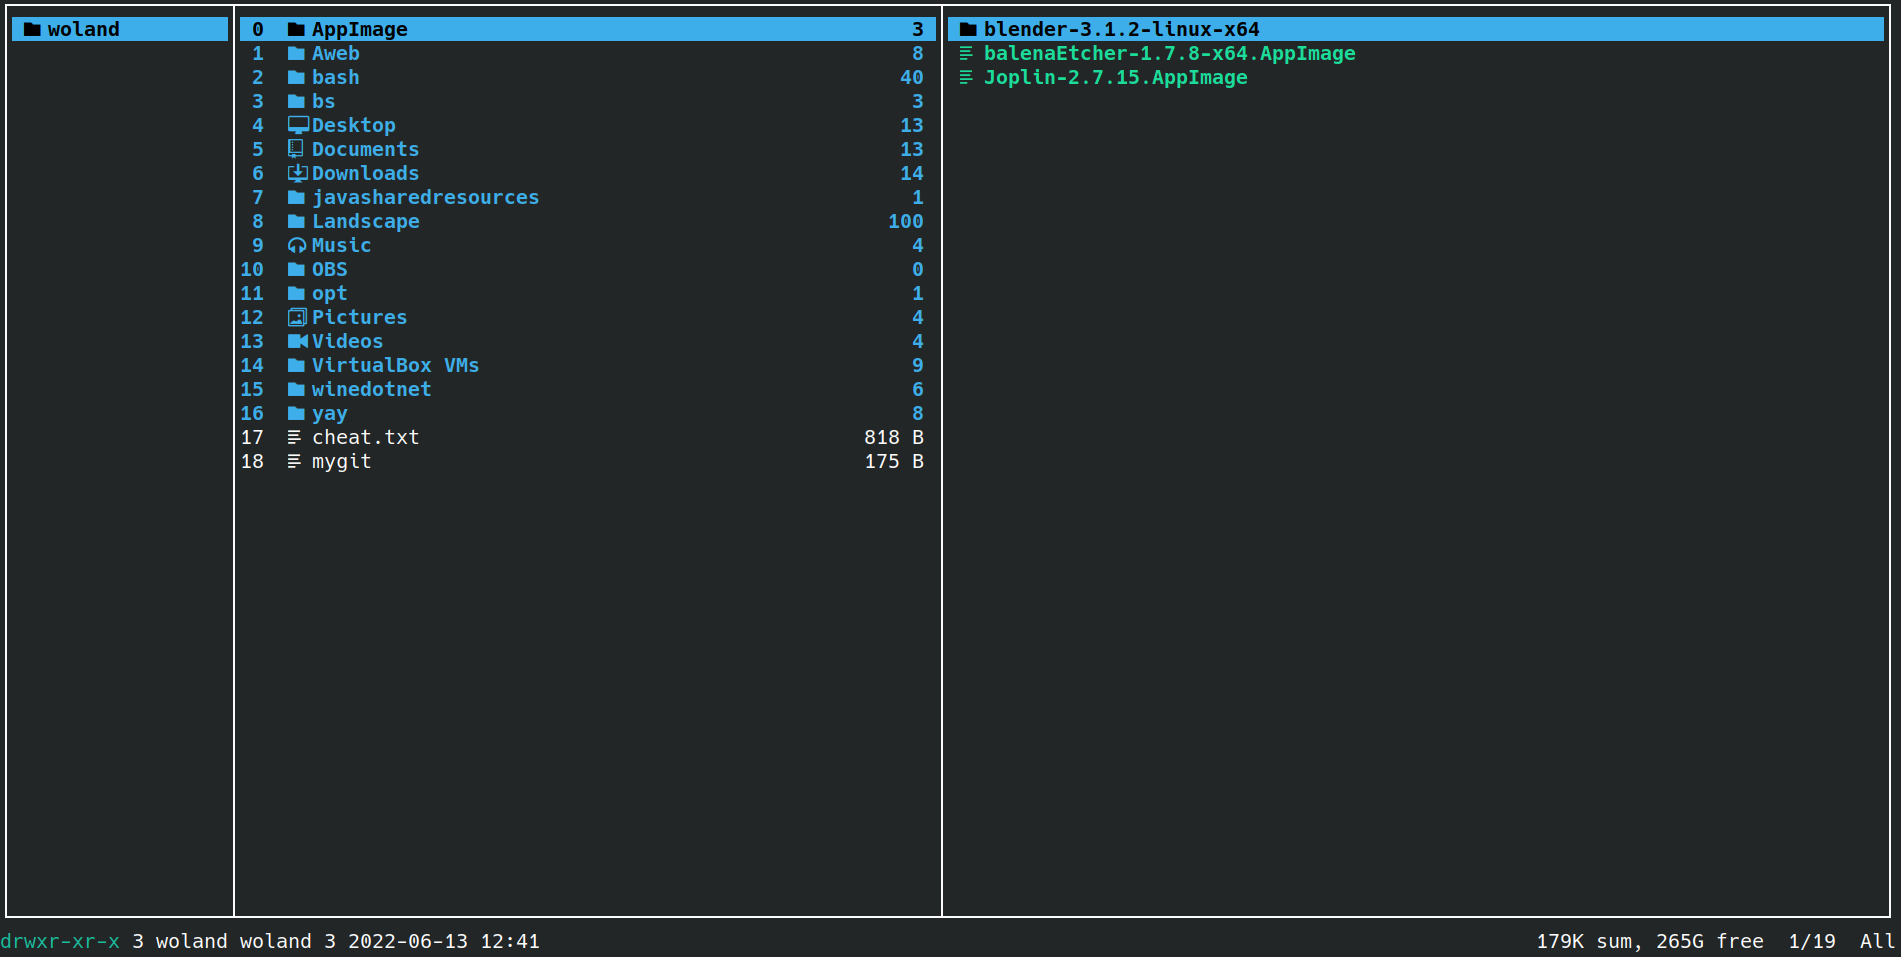 woland
0 AppImage 3
1 Aweb 8
2 bash 40
3 bs 3
4 Desktop 13
5 Documents 13
6 Downloads 14
7 javasharedresources 1
8 Landscape 100
9 Music 4
10 OBS 0
11 opt 1
12 Pictures 4
13 Videos 4
14 VirtualBox VMs 9
15 winedotnet 6
16 yay 8
17 cheat.txt 818 B
18 mygit 175 B
blender-3.1.2-linux-x64
balenaEtcher-1.7.8-x64.AppImage
Joplin-2.7.15.AppImage
drwxr-xr-x 3 woland woland 3 2022-06-13 12:41 179K sum, 265G free 1/19 All